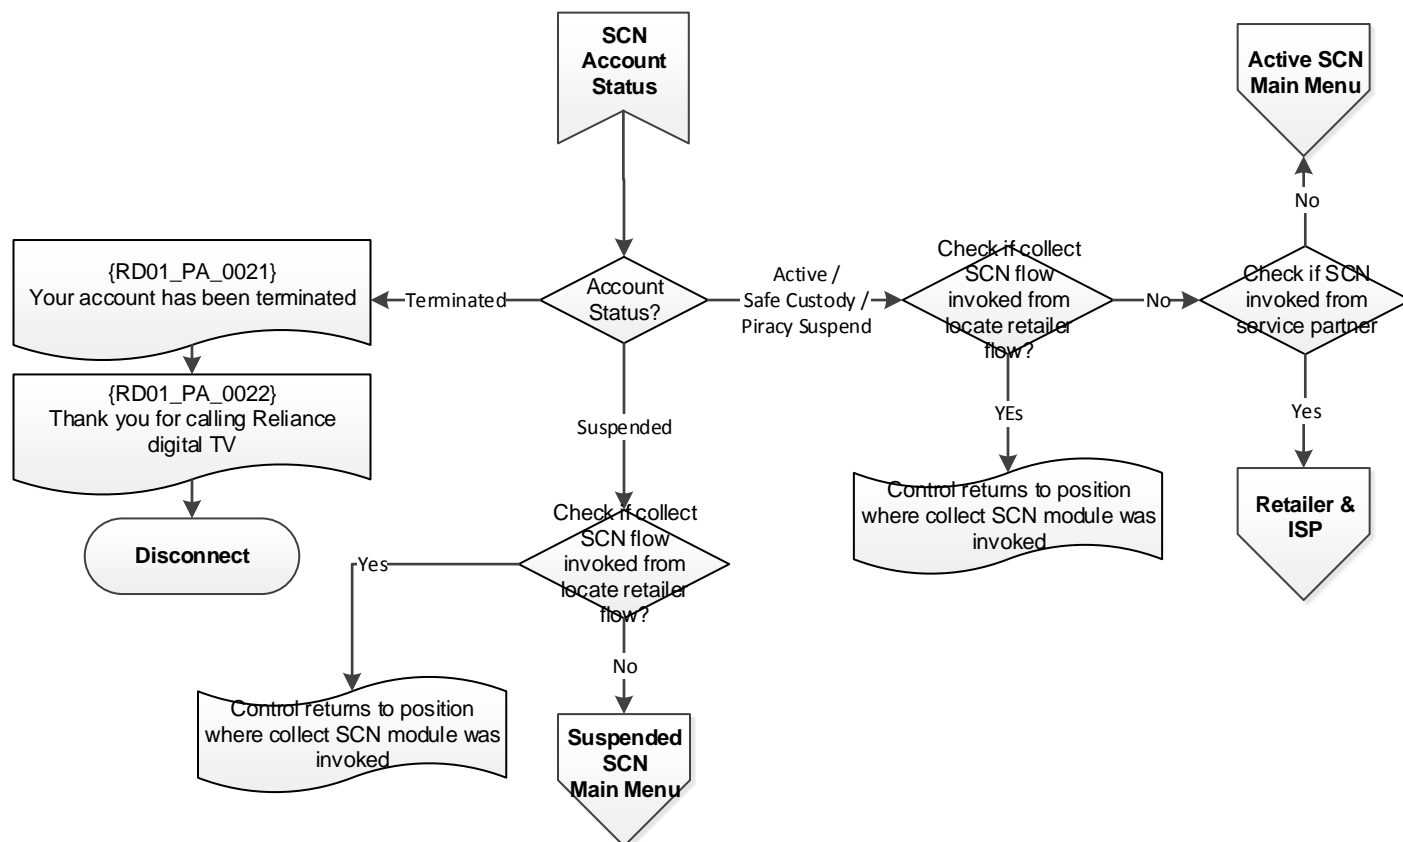 SCN
Account
Status
Active SCN
Main Menu
No
{RD01_PA_0021}
Your account has been terminated
Terminated
Account
Status?
Active /
Safe Custody /
Piracy Suspend
Check if collect
SCN flow
invoked from
locate retailer
flow?
No
Check if SCN
invoked from
service partner
{RD01_PA_0022}
Thank you for calling Reliance
digital TV
Suspended
YEs
Yes
Disconnect
Check if collect
SCN flow
invoked from
locate retailer
flow?
Yes
Control returns to position
where collect SCN module was
invoked
Retailer &
ISP
No
Control returns to position
where collect SCN module was
invoked
Suspended
SCN
Main Menu